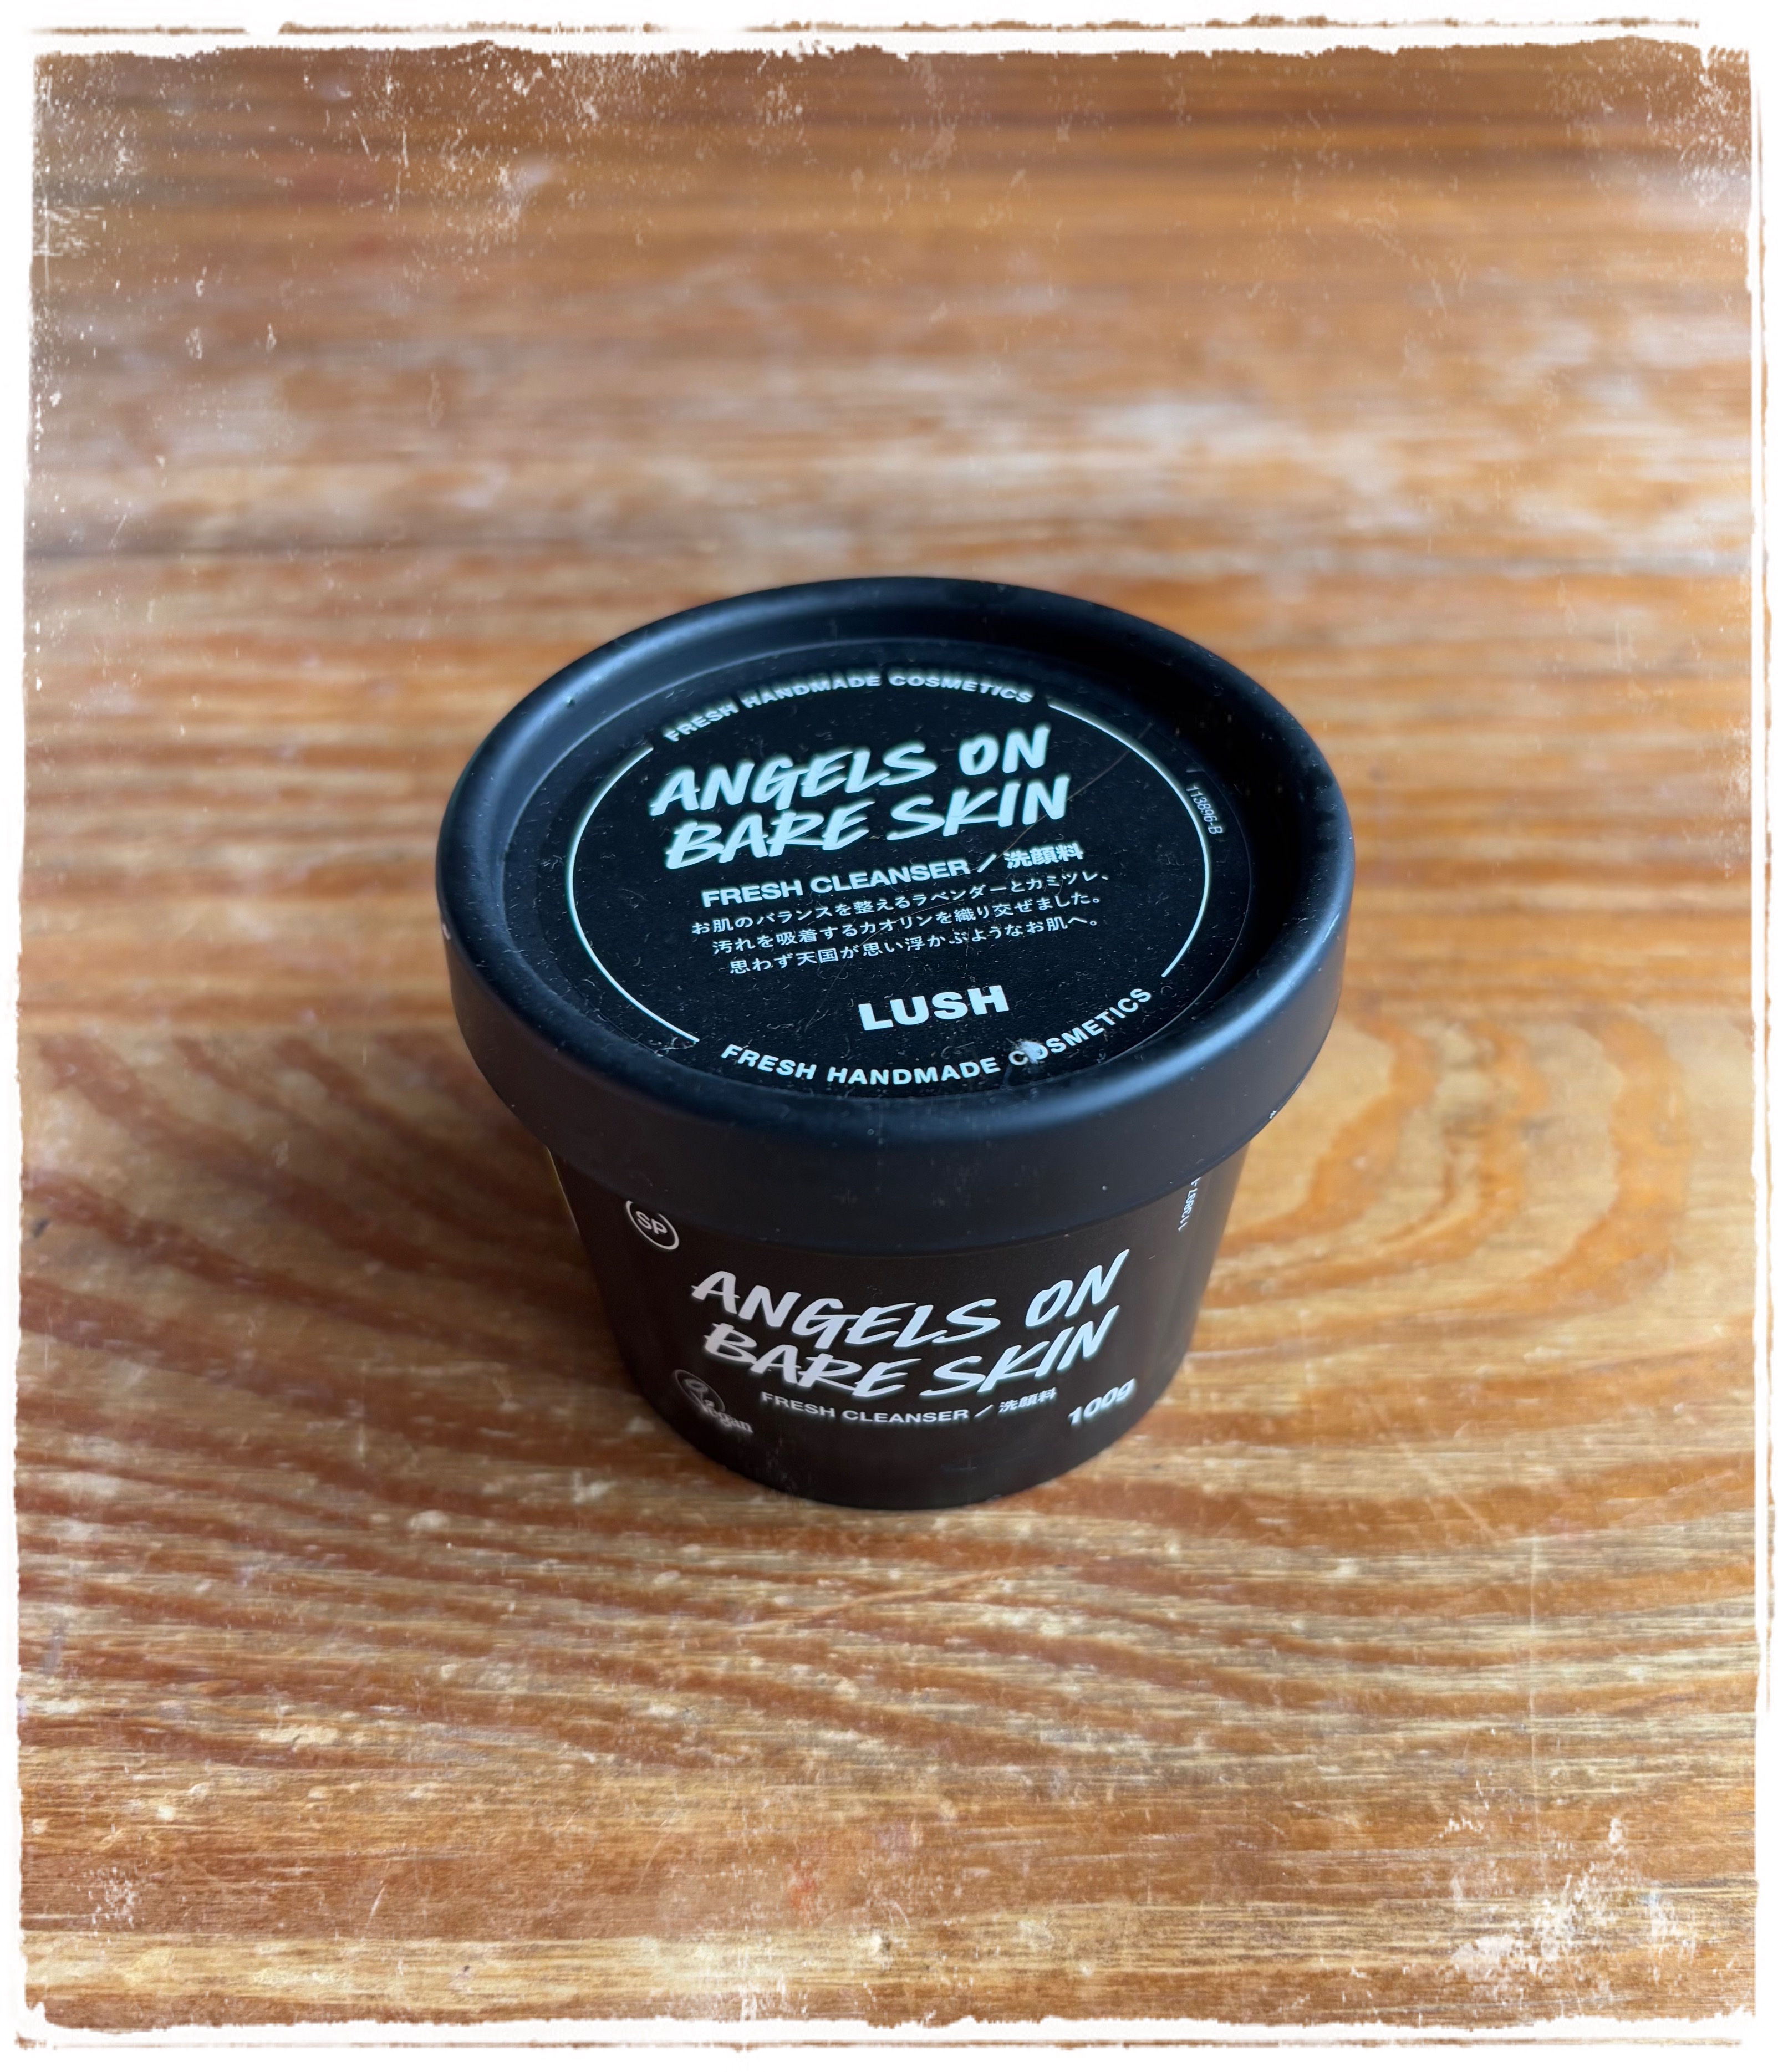 FRESH HANDMADE COSMETICS
ANGELS ON
BARE SKIN
FRESH CLEANSER / 洗顔料
お肌のバランスを整えるラベンダーとカミツレ、
汚れを吸着するカオリンを織り交ぜました。
思わず天国が思い浮かぶようなお肌へ。
LUSH
FRESH HANDMADE COSMETICS
113896-B
SP
ANGELS ON
BARE SKIN
FRESH CLEANSER / 洗顔料
Vegan
100g